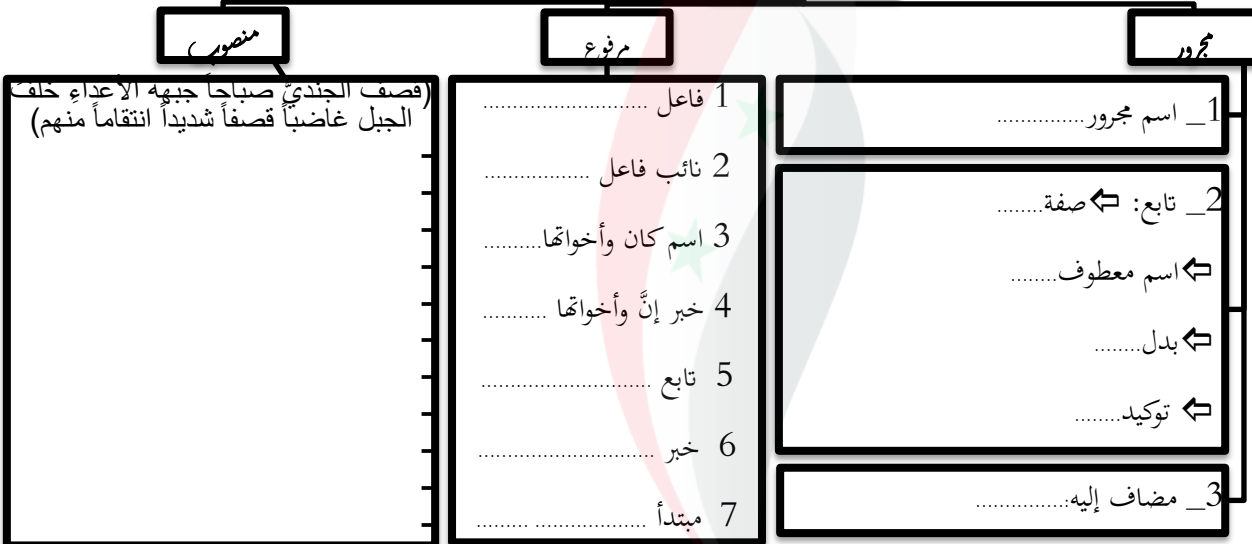 مجرور
مرفوع
منصوب
1_ اسم مجرور...............
2_ تابع: ⇦صفة........
⇦اسم معطوف........
⇦بدل........
⇦ توكيد........
3_ مضاف إليه:...............
1 فاعل ............................
2 نائب فاعل .................
3 اسم كان وأخواتها..........
4 خبر إنَّ وأخواتها ...........
5 تابع ...........................
6 خبر ............................
7 مبتدأ .................. ........
(قصف الجنديُّ صباحاً جبهة الأعداءِ خلفَ
الجبل غاضباً قصفاً شديداً انتقاماً منهم)
-
-
-
-
-
-
-
-
-
-
-